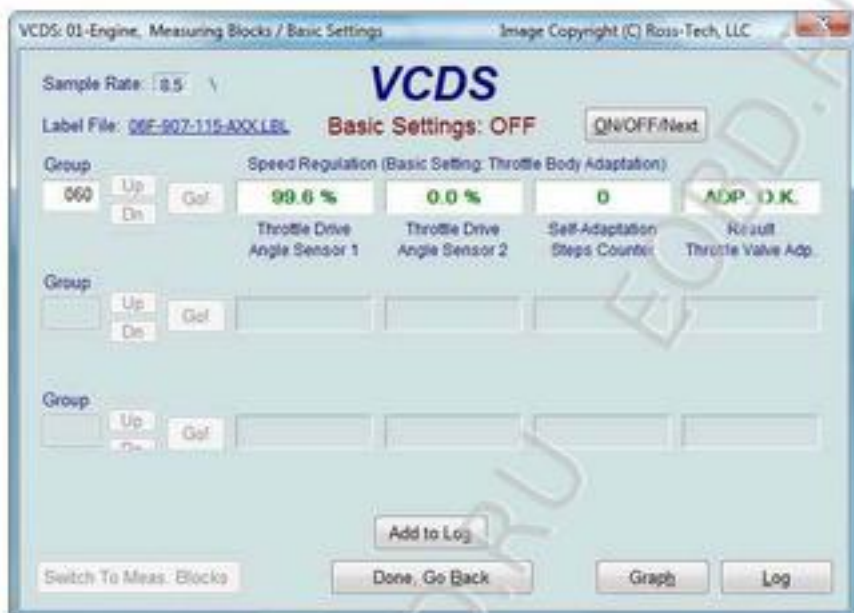 VCDS: 01-Engine, Measuring Blocks / Basic Settings Image Copyright (C) Ross-Tech, LLC
Sample Rate: 8.5 VCDS
Label File: 06F-907-115-AXX.LBL Basic Settings: OFF ON/OFF/Next
Group Speed Regulation (Basic Setting: Throttle Body Adaptation)
060 Up Dn Go! 99.6 % 0.0 % 0 ADP. O.K.
Throttle Drive Throttle Drive Self-Adaptation Result
Angle Sensor 1 Angle Sensor 2 Steps Counter Throttle Valve Adp.
Group
Up Dn Go!
Group
Up Go!
Add to Log
Switch To Meas. Blocks Done, Go Back Graph Log
EOBD.RU